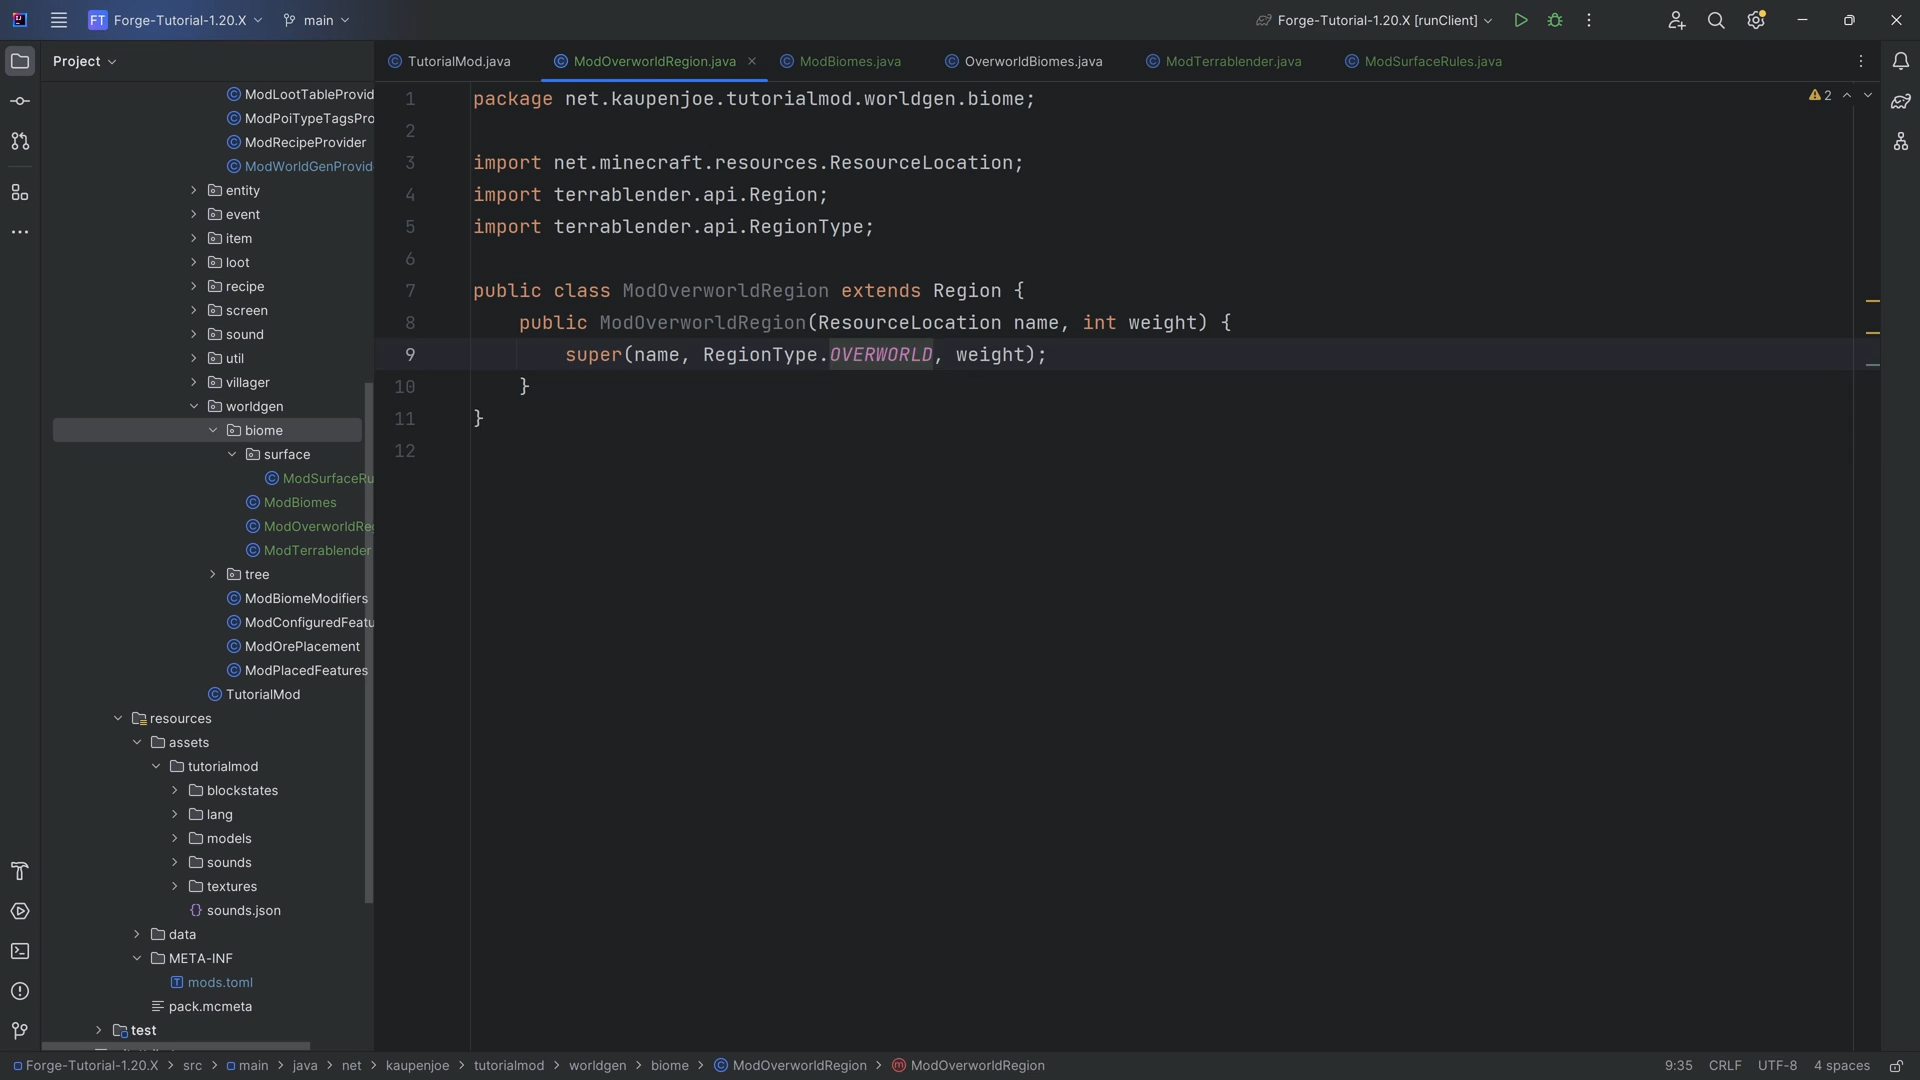 FT Forge-Tutorial-1.20.X main Forge-Tutorial-1.20.X [runClient]
Project
TutorialMod.java ModOverworldRegion.java ModBiomes.java OverworldBiomes.java ModTerrablender.java ModSurfaceRules.java
ModLootTableProvid
ModPoiTypeTagsPro
ModRecipeProvider
ModWorldGenProvid
entity
event
item
loot
recipe
screen
sound
util
villager
worldgen
biome
surface
ModSurfaceRu
ModBiomes
ModOverworldReg
ModTerrablender
tree
ModBiomeModifiers
ModConfiguredFeatu
ModOrePlacement
ModPlacedFeatures
TutorialMod
resources
assets
tutorialmod
blockstates
lang
models
sounds
textures
{} sounds.json
data
META-INF
T mods.toml
pack.mcmeta
test
2
1 package net.kaupenjoe.tutorialmod.worldgen.biome;
2
3 import net.minecraft.resources.ResourceLocation;
4 import terrablender.api.Region;
5 import terrablender.api.RegionType;
6
7 public class ModOverworldRegion extends Region {
8 public ModOverworldRegion(ResourceLocation name, int weight) {
9 super(name, RegionType.OVERWORLD, weight);
10 }
11 }
12
Forge-Tutorial-1.20.X > src > main > java > net > kaupenjoe > tutorialmod > worldgen > biome > ModOverworldRegion > ModOverworldRegion 9:35 CRLF UTF-8 4 spaces